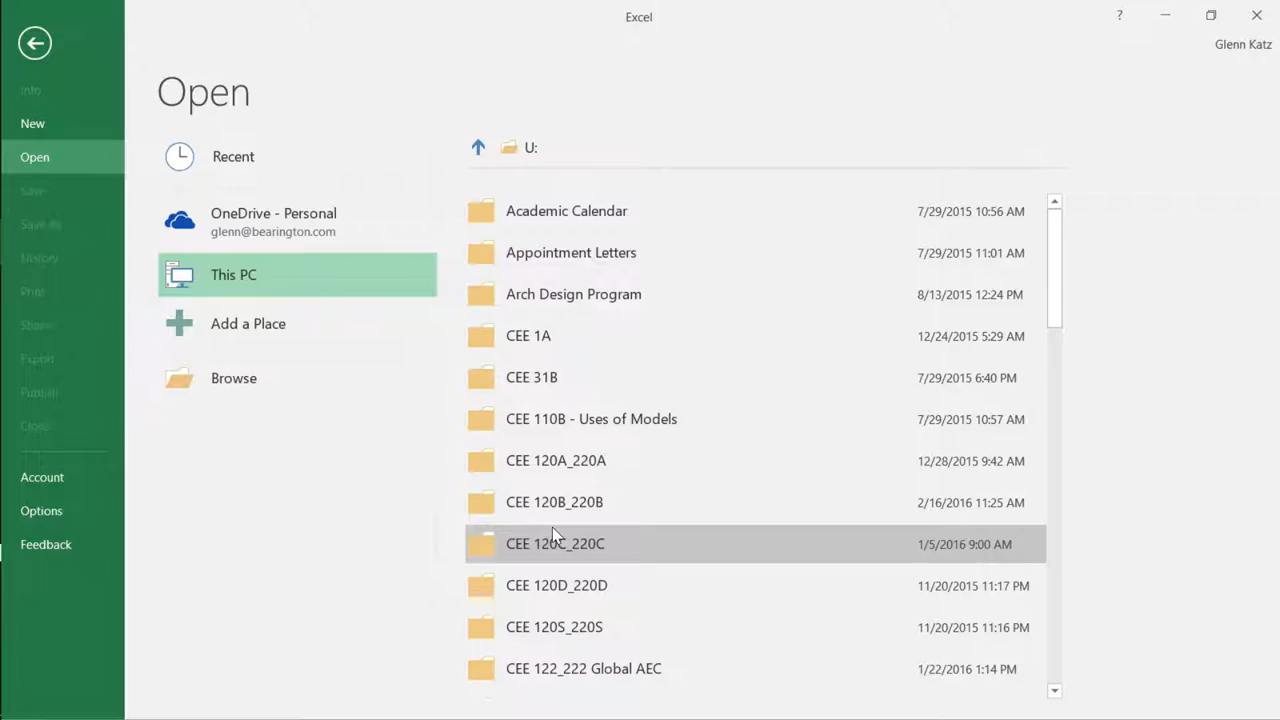 Excel
?
Glenn Katz
Info
New
Open
Save
Save As
History
Print
Share
Export
Publish
Close
Account
Options
Feedback
Open
Recent
OneDrive - Personal
glenn@bearington.com
This PC
Add a Place
Browse
U:
Academic Calendar 7/29/2015 10:56 AM
Appointment Letters 7/29/2015 11:01 AM
Arch Design Program 8/13/2015 12:24 PM
CEE 1A 12/24/2015 5:29 AM
CEE 31B 7/29/2015 6:40 PM
CEE 110B - Uses of Models 7/29/2015 10:57 AM
CEE 120A_220A 12/28/2015 9:42 AM
CEE 120B_220B 2/16/2016 11:25 AM
CEE 120C_220C 1/5/2016 9:00 AM
CEE 120D_220D 11/20/2015 11:17 PM
CEE 120S_220S 11/20/2015 11:16 PM
CEE 122_222 Global AEC 1/22/2016 1:14 PM